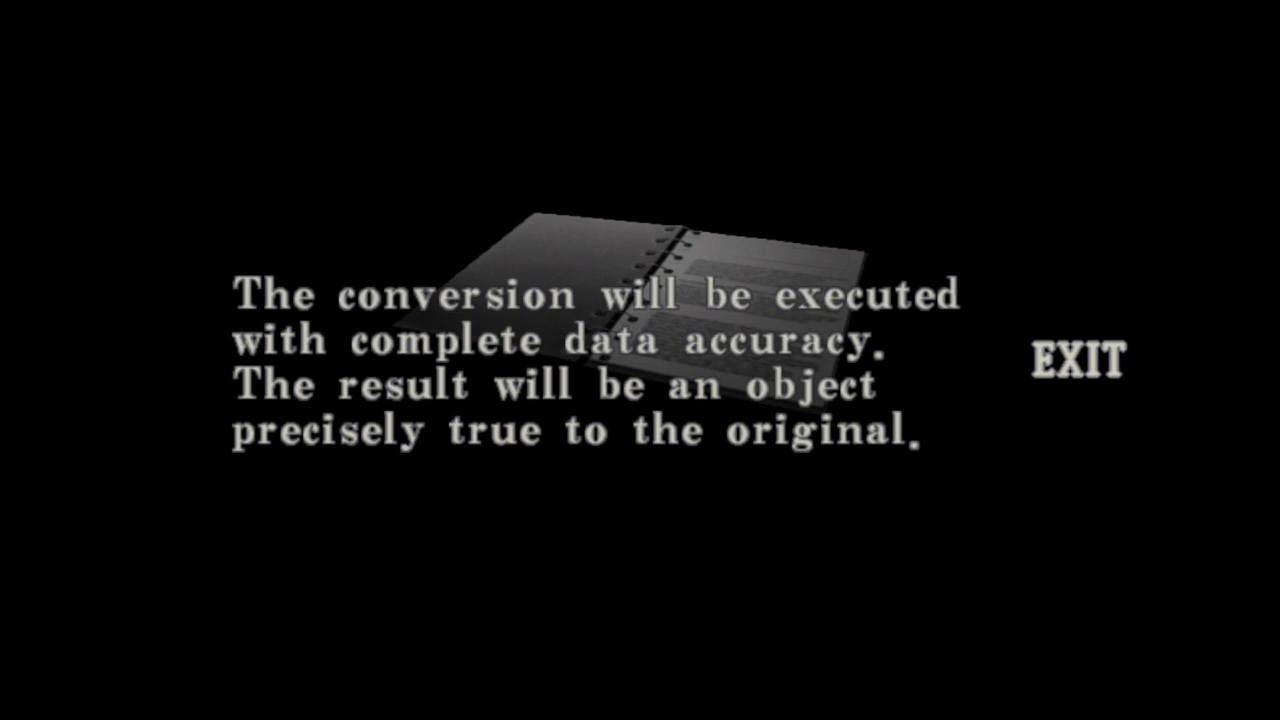 The conversion will be executed
with complete data accuracy.
The result will be an object
precisely true to the original.
EXIT